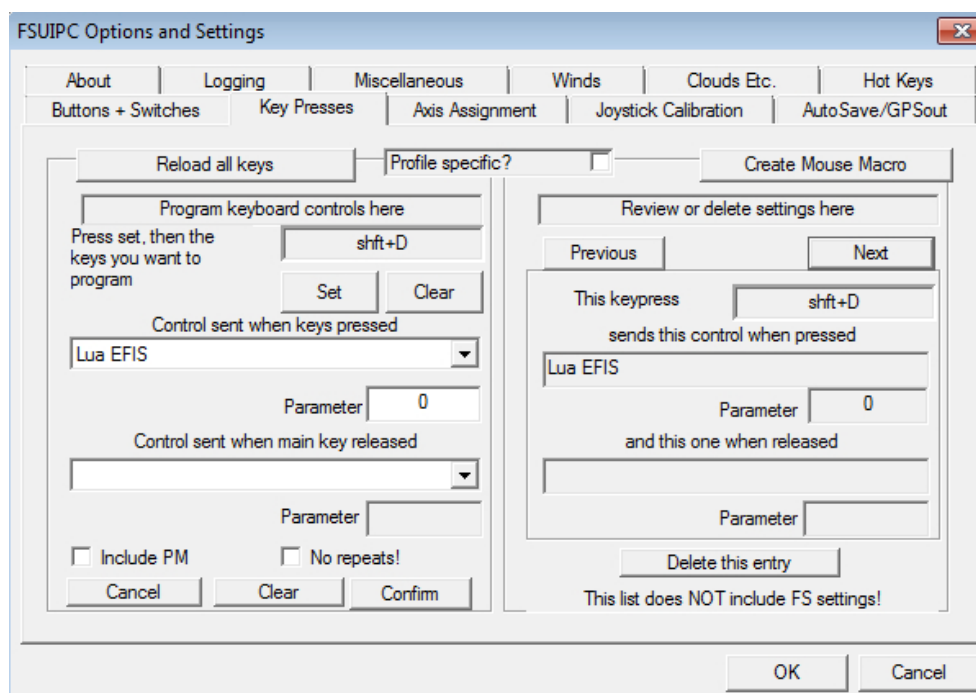 FSUIPC Options and Settings
About
Logging
Miscellaneous
Winds
Clouds Etc.
Hot Keys
Buttons + Switches
Key Presses
Axis Assignment
Joystick Calibration
AutoSave/GPSout
Reload all keys
Profile specific?
Create Mouse Macro
Program keyboard controls here
Press set, then the
keys you want to
program
shft+D
Set
Clear
Control sent when keys pressed
Lua EFIS
Parameter
0
Control sent when main key released
Parameter
Include PM
No repeats!
Cancel
Clear
Confirm
Review or delete settings here
Previous
Next
This keypress
shft+D
sends this control when pressed
Lua EFIS
Parameter
0
and this one when released
Parameter
Delete this entry
This list does NOT include FS settings!
OK
Cancel